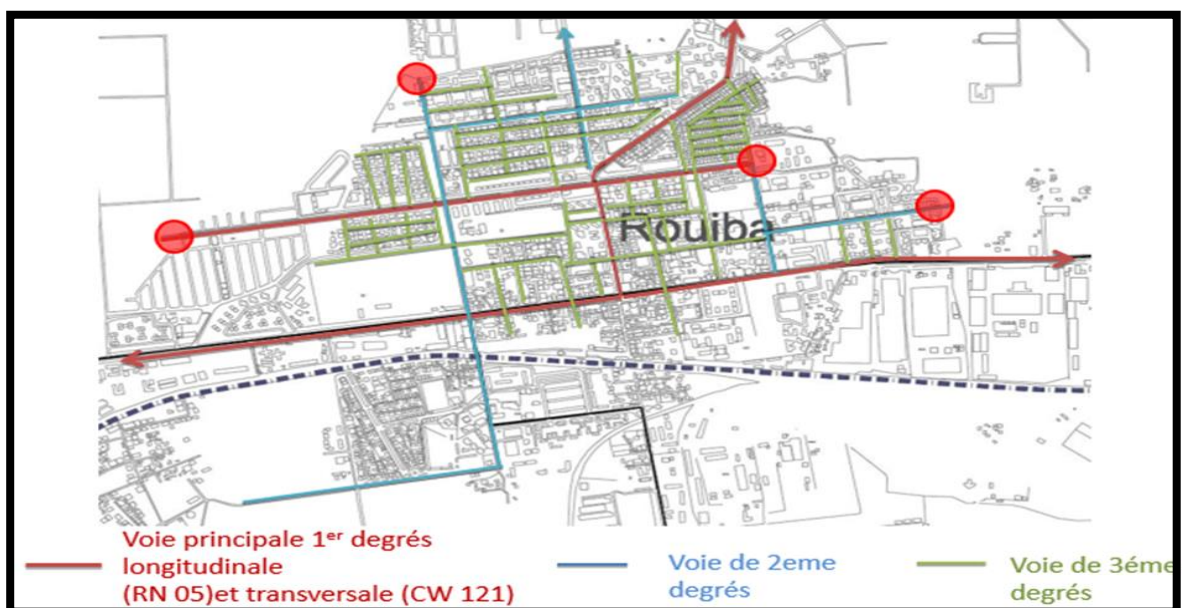 Rouiba
Voie principale 1er degrés
longitudinale
(RN 05)et transversale (CW 121)
Voie de 2eme
degrés
Voie de 3éme
degrés